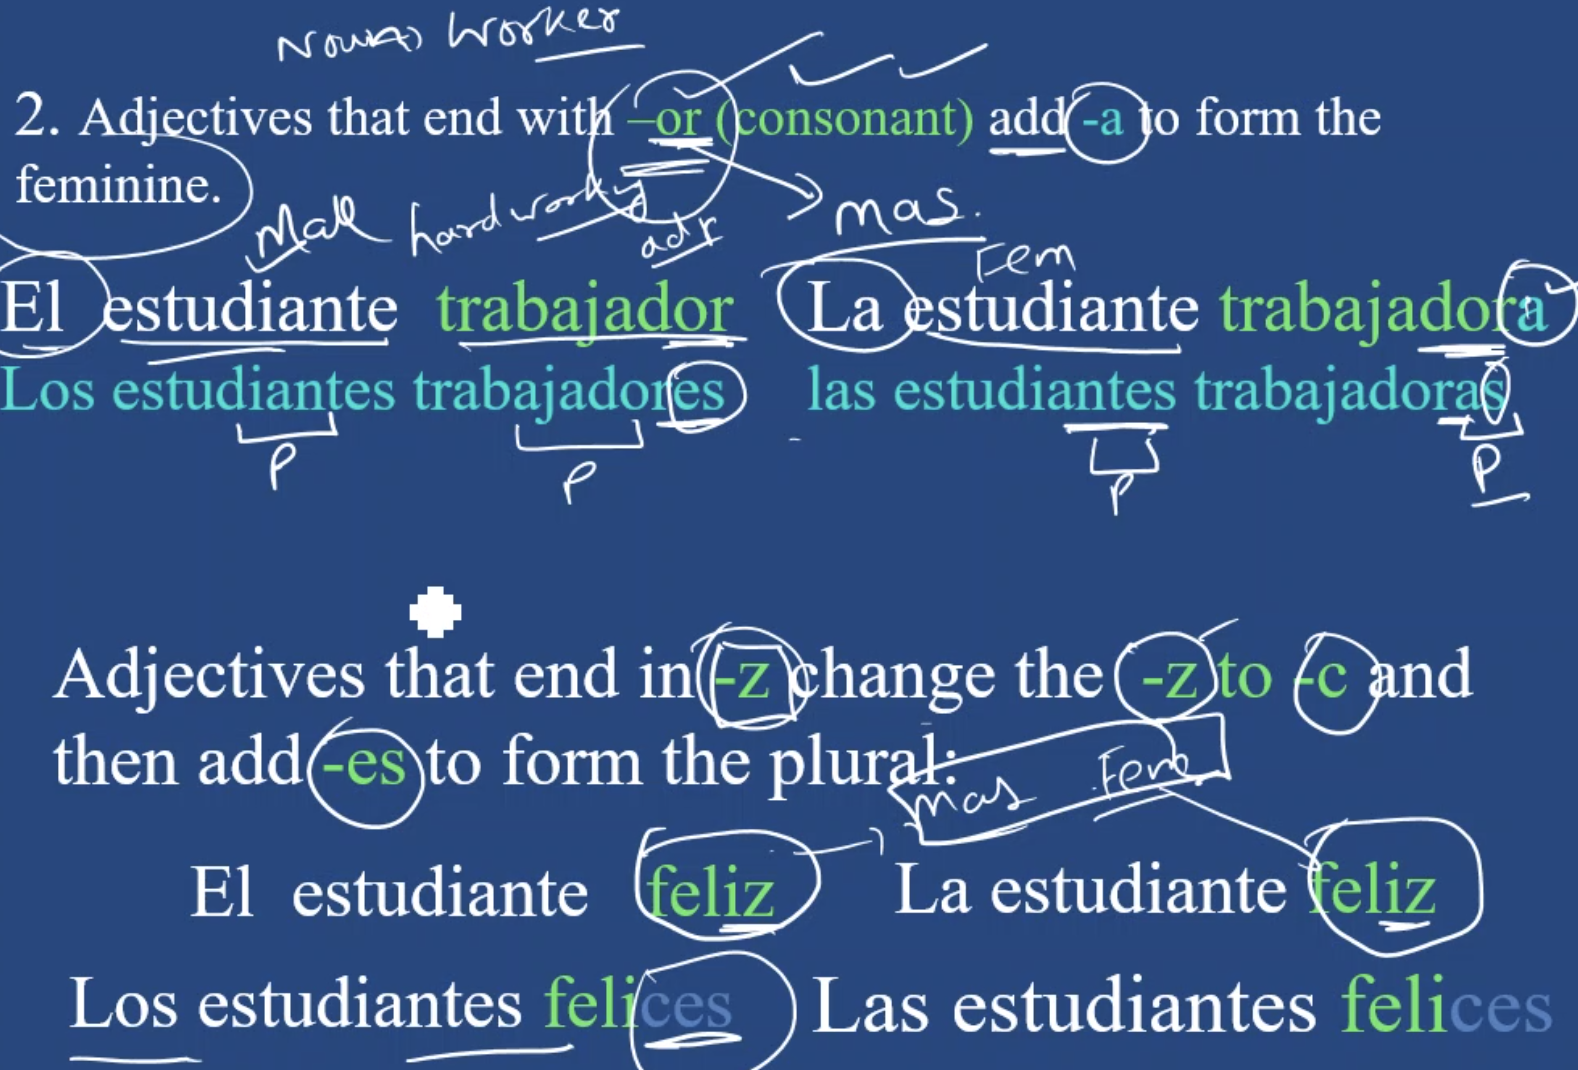 Noun Worker
2. Adjectives that end with –or (consonant) add -a to form the
feminine.
Male hardworky adj mas.
Fem
El estudiante trabajador La estudiante trabajadora
Los estudiantes trabajadores las estudiantes trabajadoras
P P P P
Adjectives that end in -z change the -z to -c and
then add -es to form the plural:
mas Fem
El estudiante feliz La estudiante feliz
Los estudiantes felices Las estudiantes felices